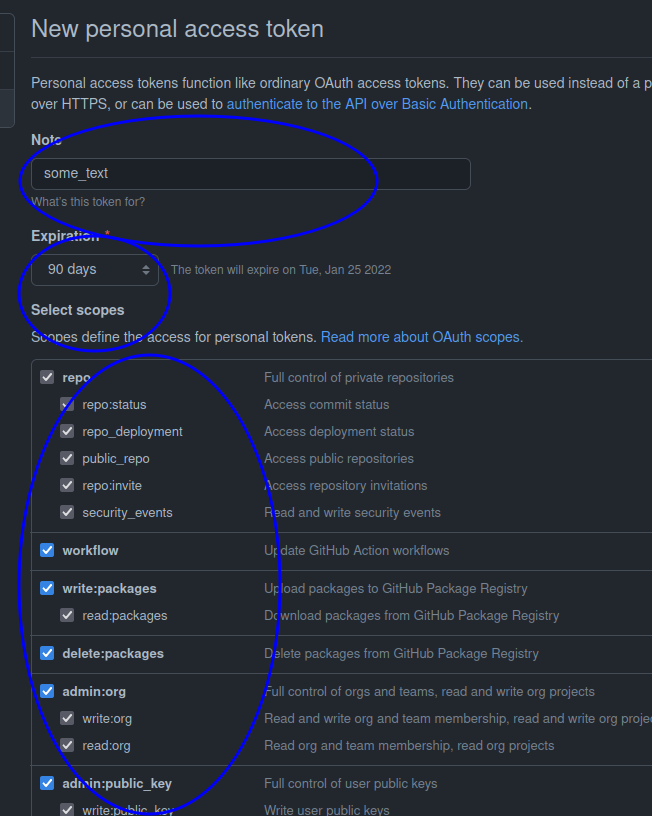 New personal access token
Personal access tokens function like ordinary OAuth access tokens. They can be used instead of a p
over HTTPS, or can be used to authenticate to the API over Basic Authentication.
Note
some_text
What's this token for?
Expiration *
90 days The token will expire on Tue, Jan 25 2022
Select scopes
Scopes define the access for personal tokens. Read more about OAuth scopes.
repo Full control of private repositories
repo:status Access commit status
repo_deployment Access deployment status
public_repo Access public repositories
repo:invite Access repository invitations
security_events Read and write security events
workflow Update GitHub Action workflows
write:packages Upload packages to GitHub Package Registry
read:packages Download packages from GitHub Package Registry
delete:packages Delete packages from GitHub Package Registry
admin:org Full control of orgs and teams, read and write org projects
write:org Read and write org and team membership, read and write org proje
read:org Read org and team membership, read org projects
admin:public_key Full control of user public keys
write:public_key Write user public keys